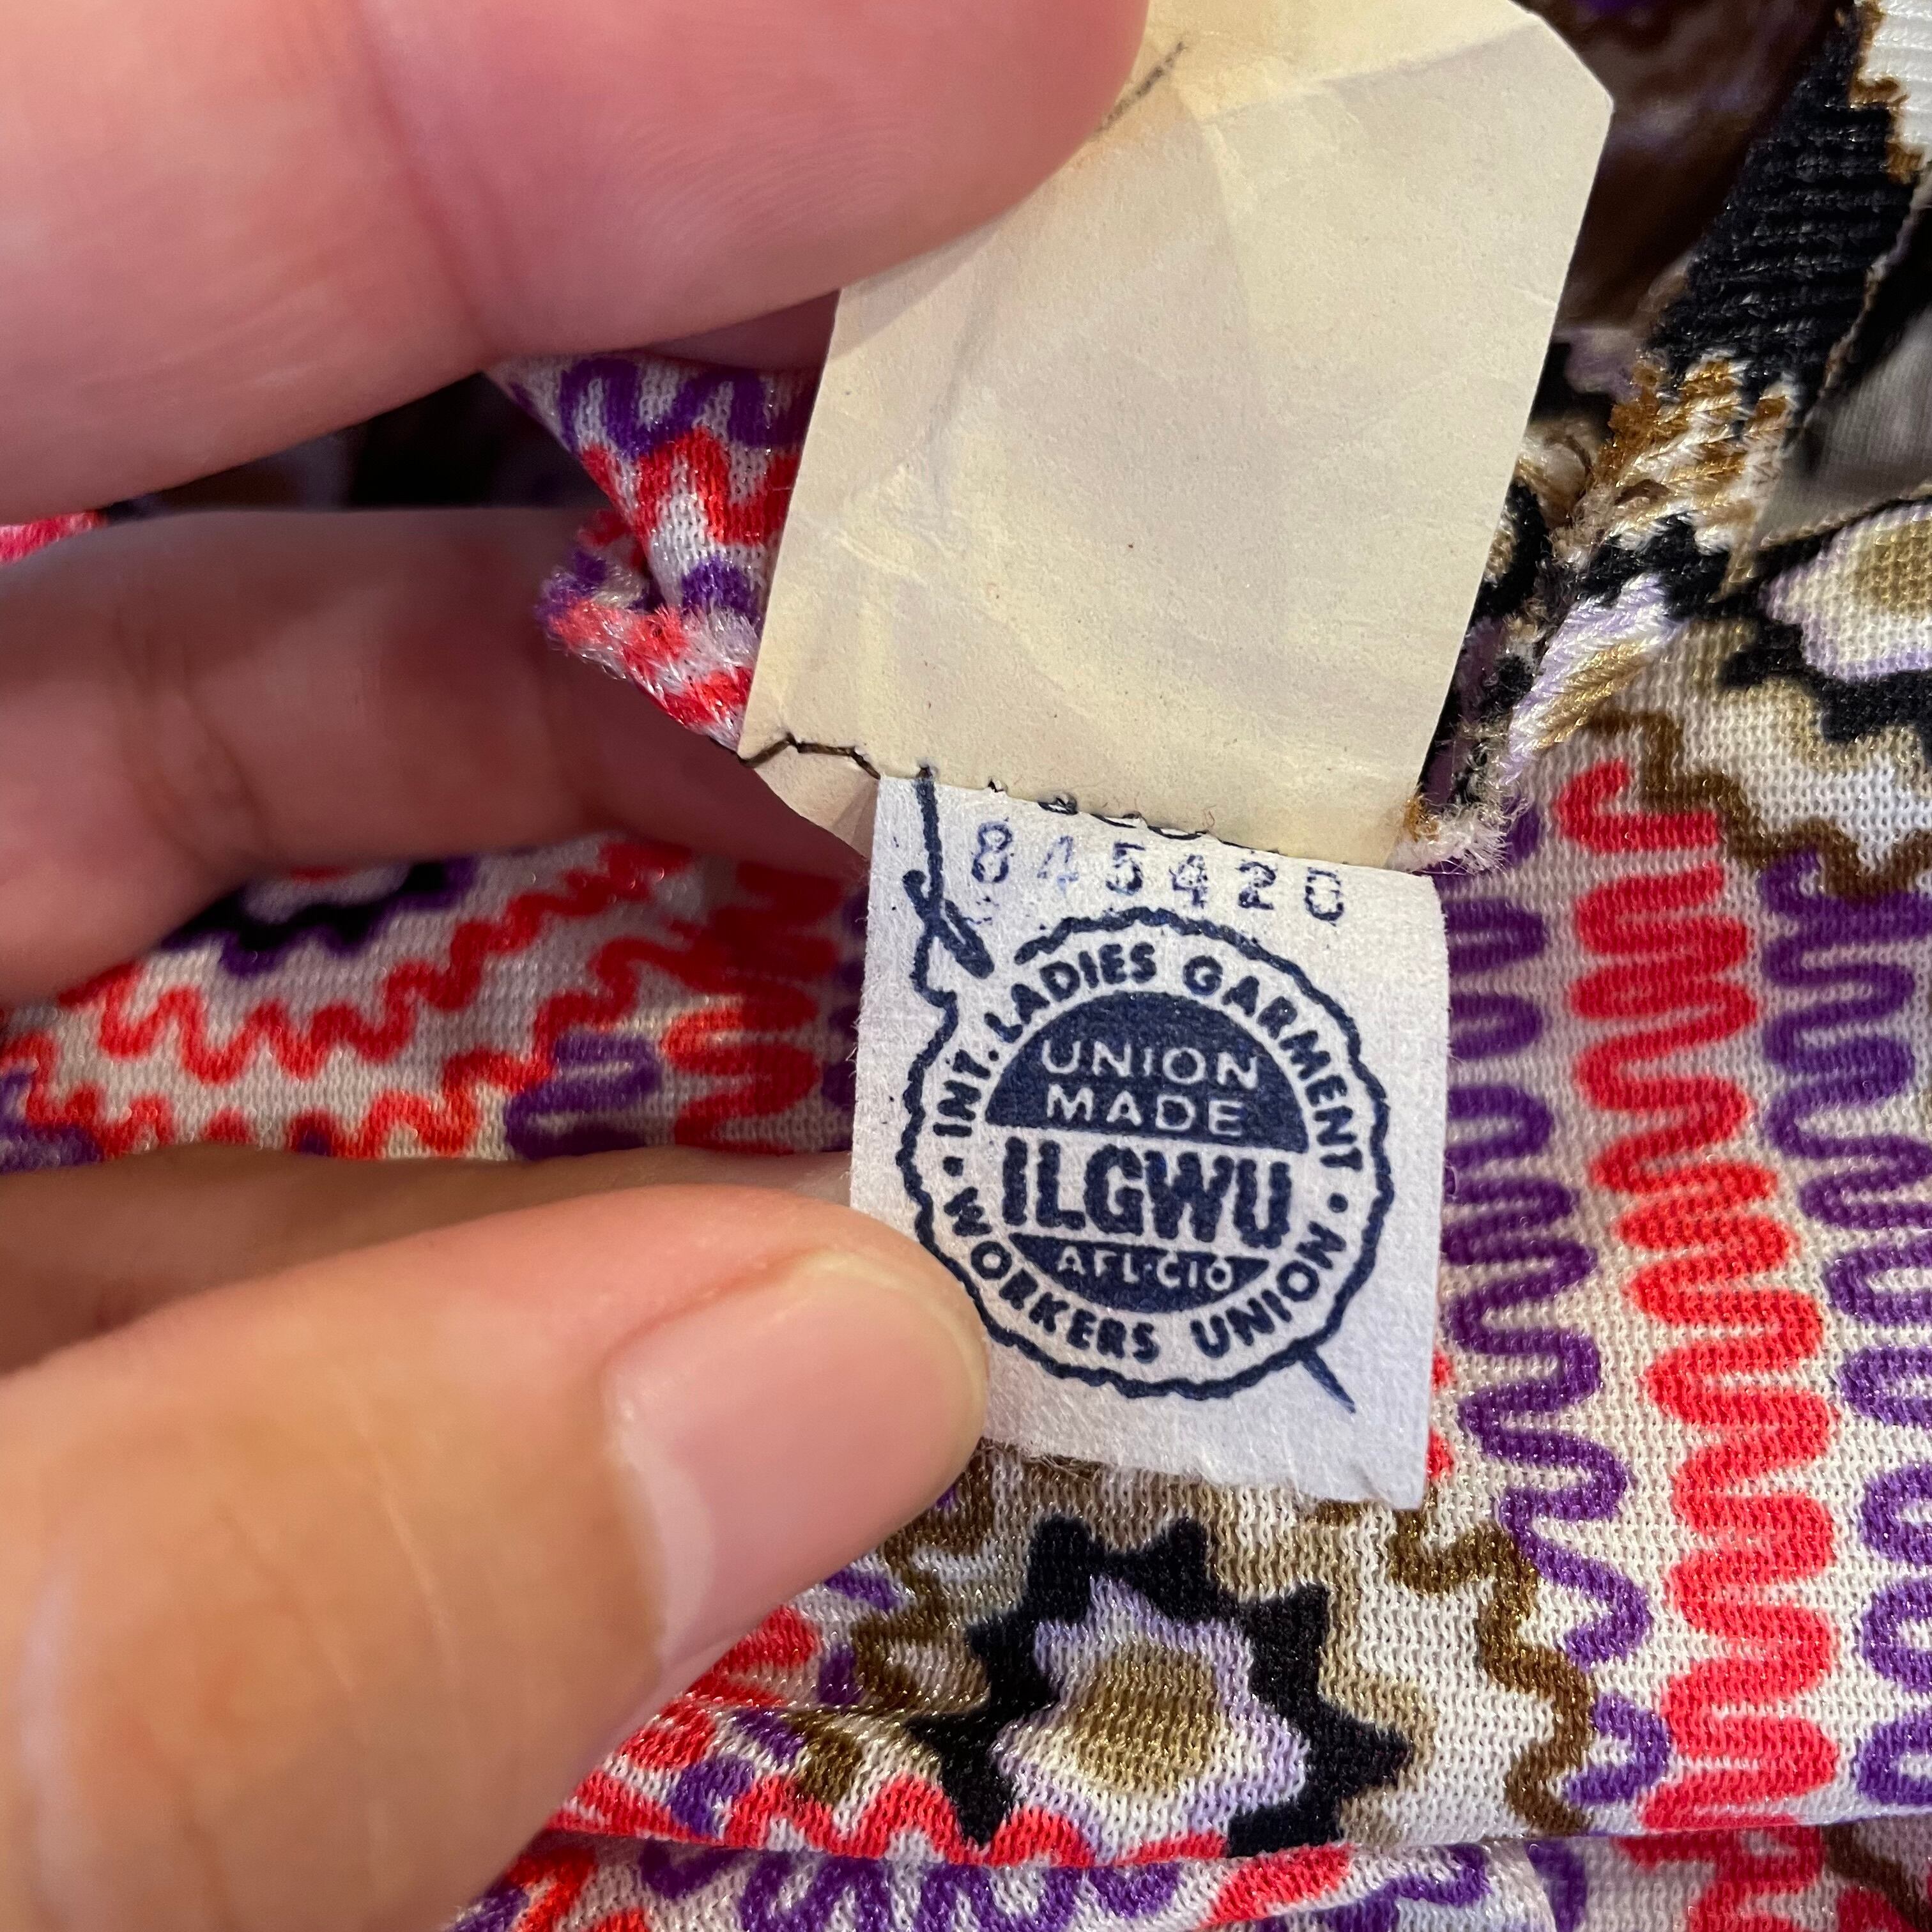 845420
INT. LADIES GARMENT
UNION
MADE
ILGWU
AFL·CIO
WORKERS UNION